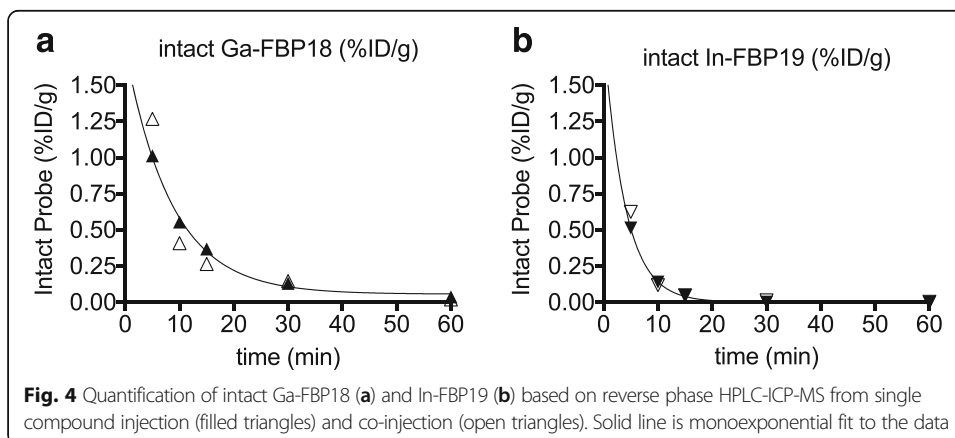 a
intact Ga-FBP18 (%ID/g)
Intact Probe (%ID/g)
1.50
1.25
1.00
0.75
0.50
0.25
0.00
0 10 20 30 40 50 60
time (min)
b
intact In-FBP19 (%ID/g)
Intact Probe (%ID/g)
1.50
1.25
1.00
0.75
0.50
0.25
0.00
0 10 20 30 40 50 60
time (min)
Fig. 4 Quantification of intact Ga-FBP18 (a) and In-FBP19 (b) based on reverse phase HPLC-ICP-MS from single
compound injection (filled triangles) and co-injection (open triangles). Solid line is monoexponential fit to the data